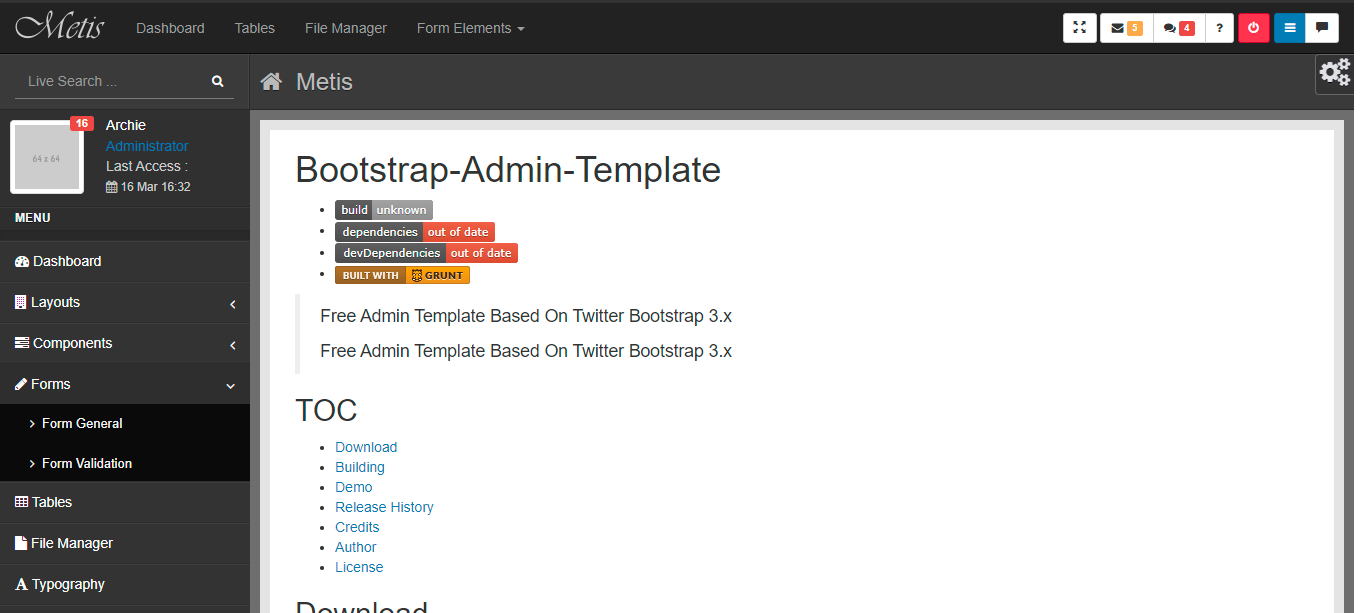 Metis
Dashboard Tables File Manager Form Elements
5 4 ?
Live Search ...
Metis
64 x 64
16
Archie
Administrator
Last Access :
16 Mar 16:32
MENU
Dashboard
Layouts
Components
Forms
Form General
Form Validation
Tables
File Manager
Typography
Bootstrap-Admin-Template
build unknown
dependencies out of date
devDependencies out of date
BUILT WITH GRUNT
Free Admin Template Based On Twitter Bootstrap 3.x
Free Admin Template Based On Twitter Bootstrap 3.x
TOC
Download
Building
Demo
Release History
Credits
Author
License
Download